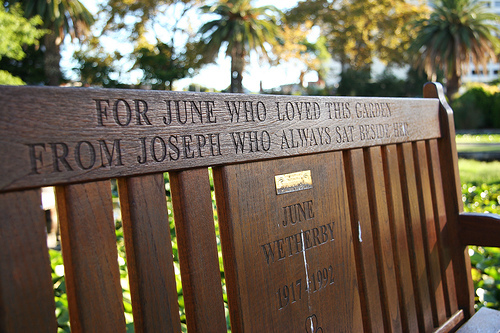 FOR JUNE WHO LOVED THIS GARDEN
FROM JOSEPH WHO ALWAYS SAT BESIDE HER
JUNE
WETHERBY
1917-1992